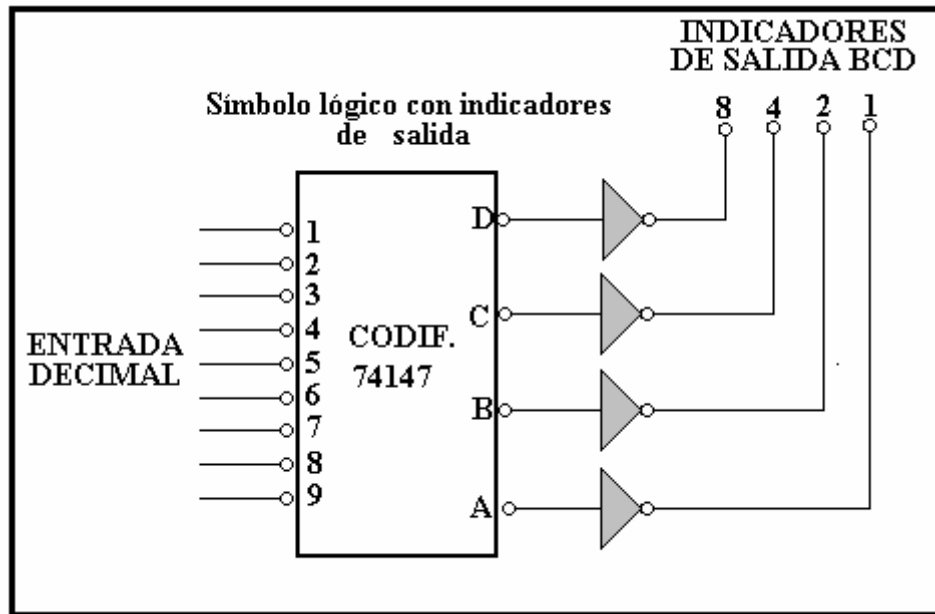 INDICADORES
DE SALIDA BCD
8 4 2 1
Símbolo lógico con indicadores
de salida
ENTRADA
DECIMAL
1
2
3
4
5
6
7
8
9
CODIF.
74147
D
C
B
A